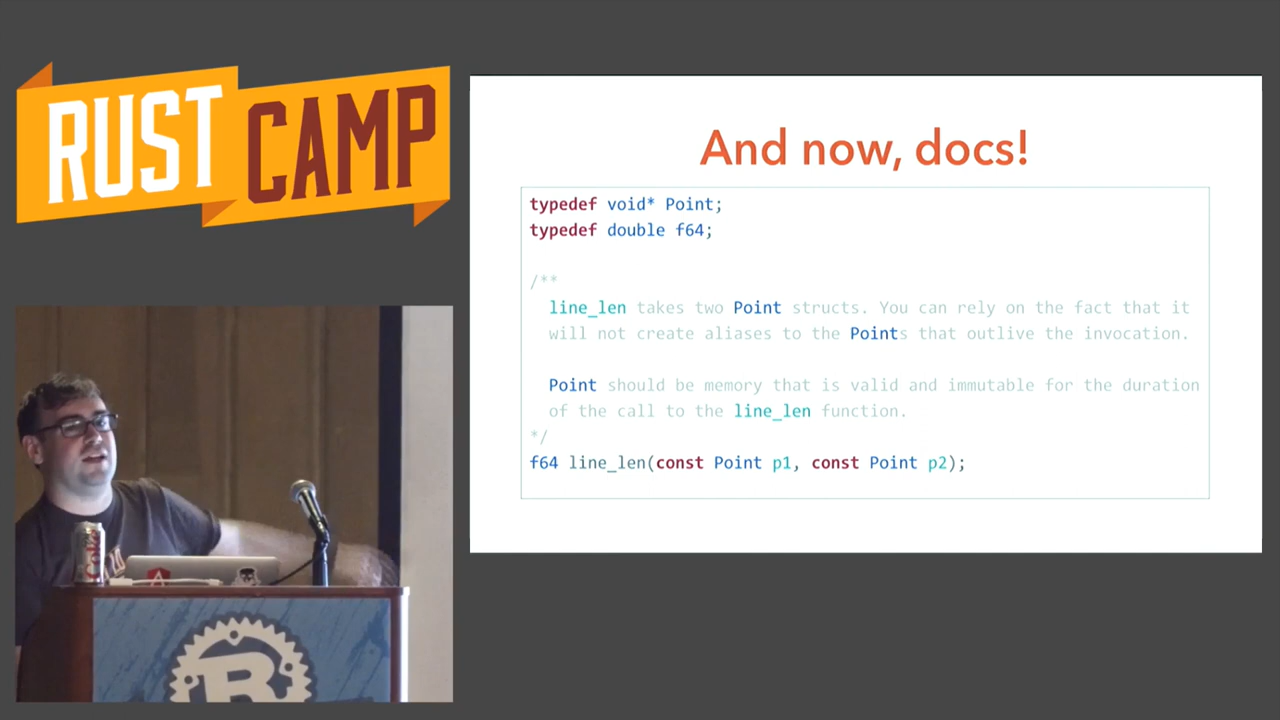 RUST CAMP
And now, docs!
typedef void* Point;
typedef double f64;
/**
line_len takes two Point structs. You can rely on the fact that it
will not create aliases to the Points that outlive the invocation.
Point should be memory that is valid and immutable for the duration
of the call to the line_len function.
*/
f64 line_len(const Point p1, const Point p2);
Coke
R